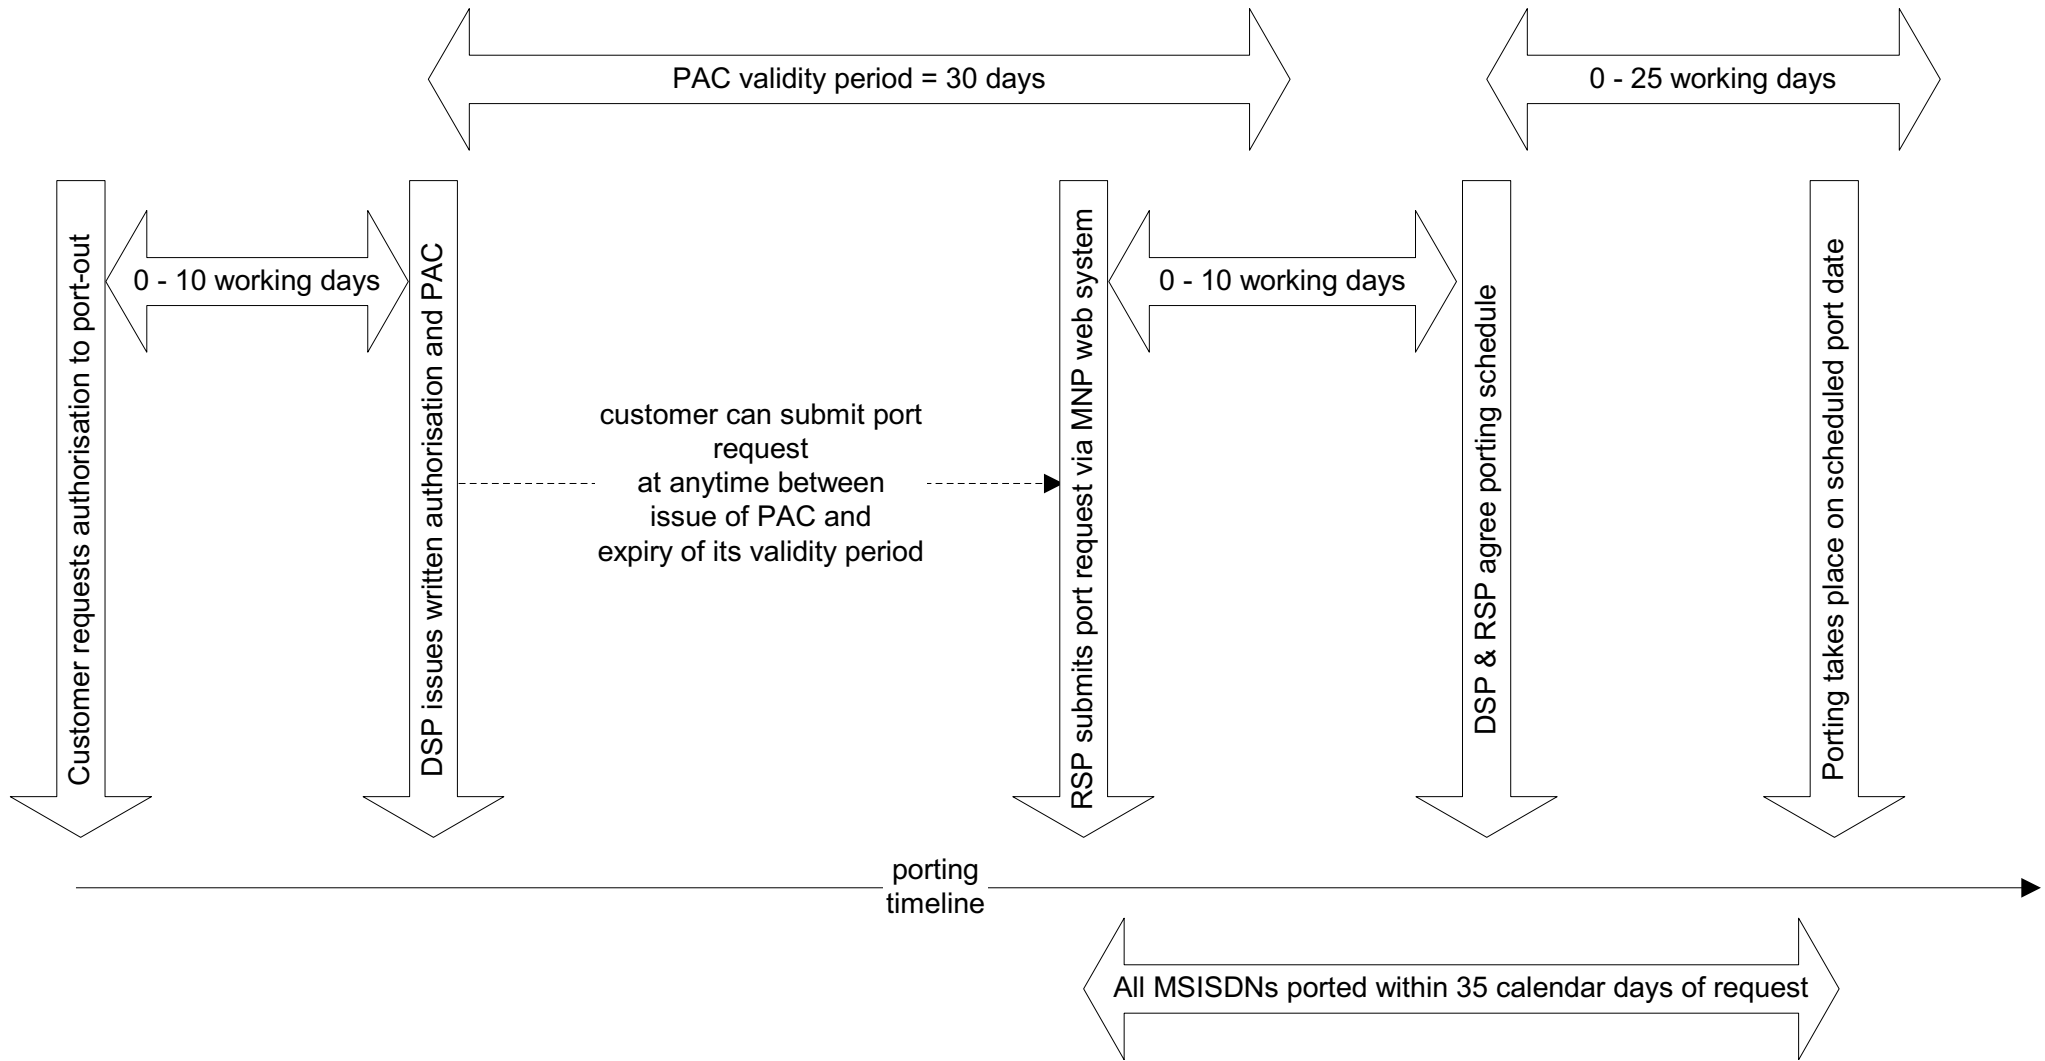 PAC validity period = 30 days
0 - 25 working days
Customer requests authorisation to port-out
0 - 10 working days
DSP issues written authorisation and PAC
customer can submit port
request
at anytime between
issue of PAC and
expiry of its validity period
RSP submits port request via MNP web system
0 - 10 working days
DSP & RSP agree porting schedule
Porting takes place on scheduled port date
porting
timeline
All MSISDNs ported within 35 calendar days of request